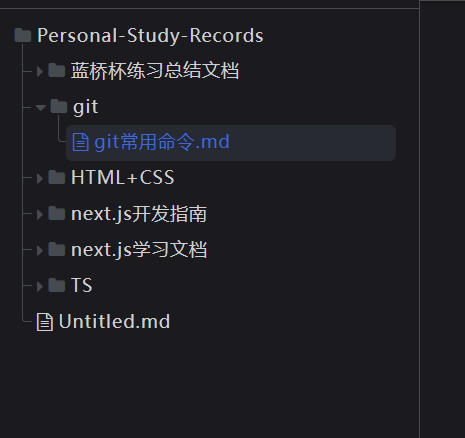 Personal-Study-Records
蓝桥杯练习总结文档
git
git常用命令.md
HTML+CSS
next.js开发指南
next.js学习文档
TS
Untitled.md